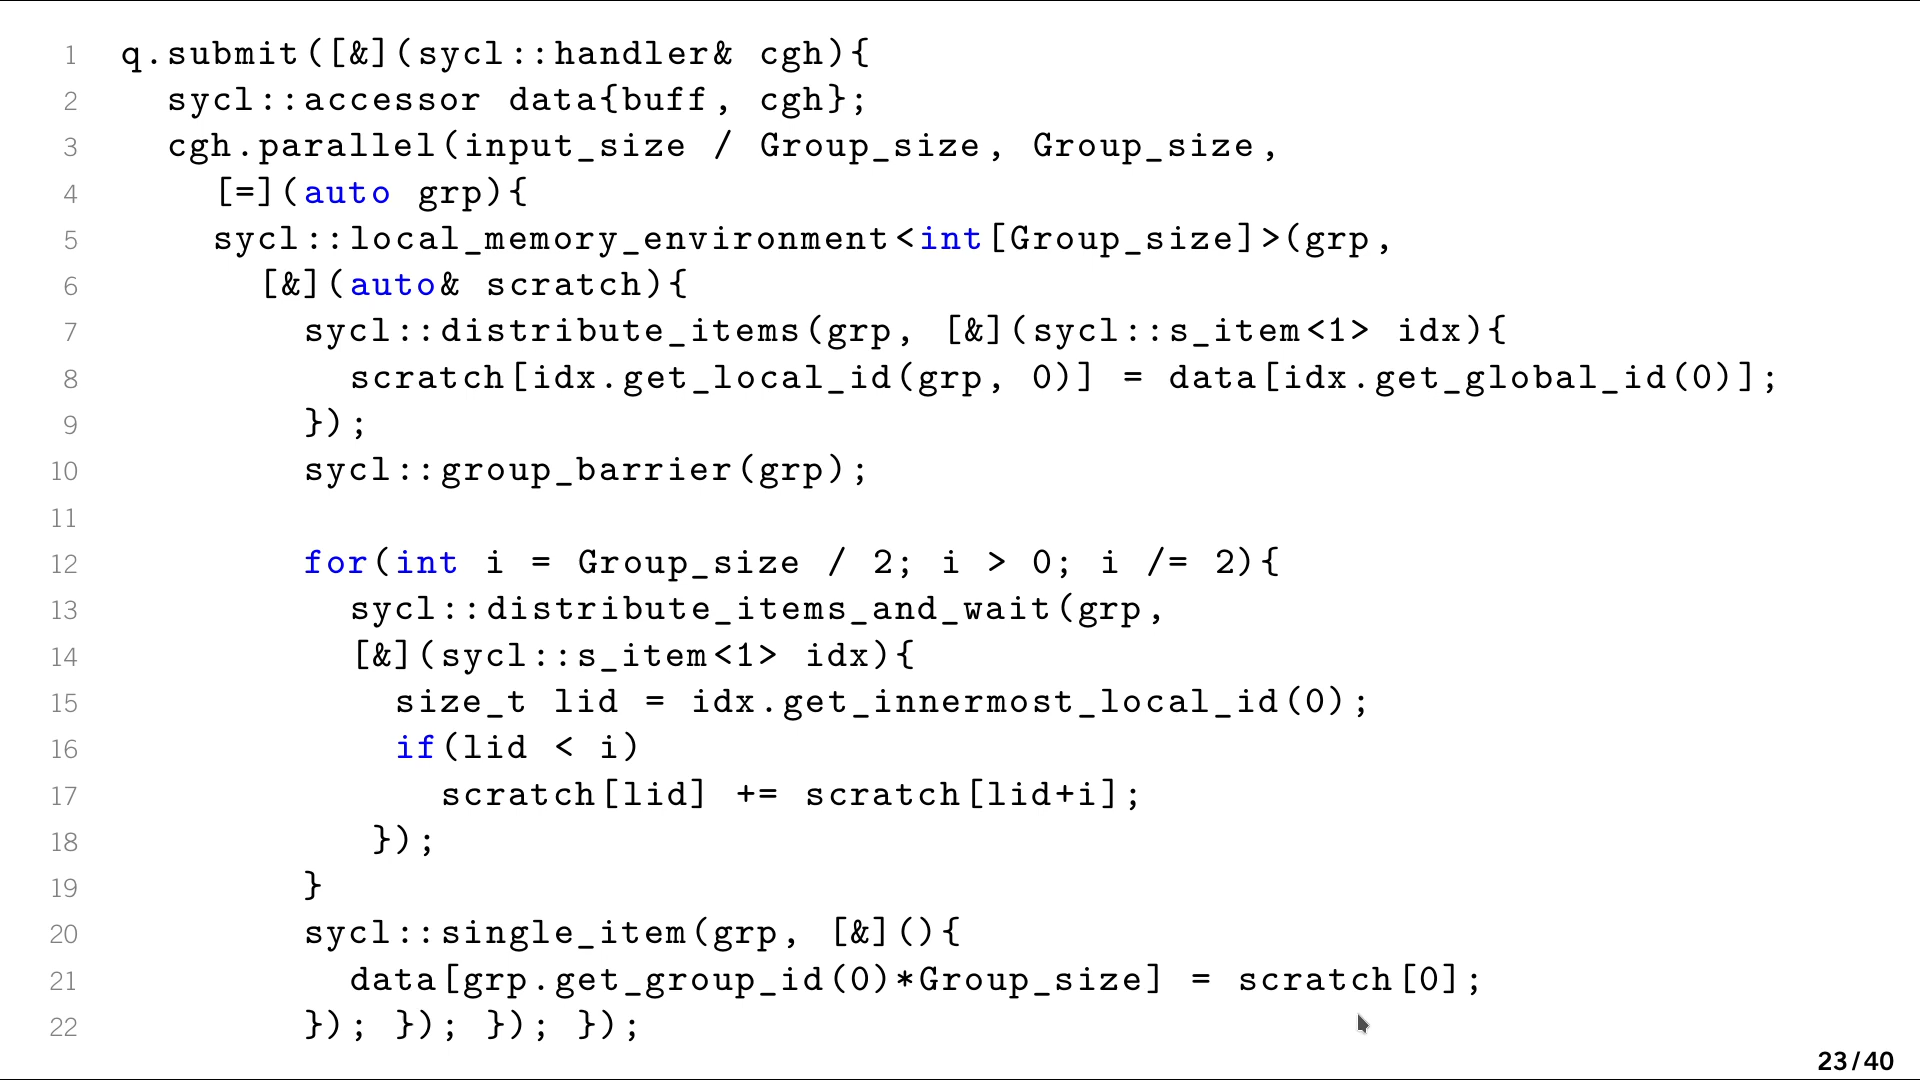 1 q.submit([&](sycl::handler& cgh){
2   sycl::accessor data{buff, cgh};
3   cgh.parallel(input_size / Group_size, Group_size,
4     [=](auto grp){
5     sycl::local_memory_environment<int[Group_size]>(grp,
6       [&](auto& scratch){
7         sycl::distribute_items(grp, [&](sycl::s_item<1> idx){
8           scratch[idx.get_local_id(grp, 0)] = data[idx.get_global_id(0)];
9         });
10         sycl::group_barrier(grp);
11
12         for(int i = Group_size / 2; i > 0; i /= 2){
13           sycl::distribute_items_and_wait(grp,
14           [&](sycl::s_item<1> idx){
15             size_t lid = idx.get_innermost_local_id(0);
16             if(lid < i)
17               scratch[lid] += scratch[lid+i];
18            });
19         }
20         sycl::single_item(grp, [&](){
21           data[grp.get_group_id(0)*Group_size] = scratch[0];
22         }); }); }); });
23/40